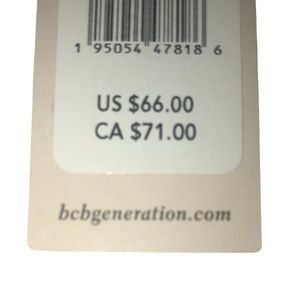 1 95054 47818 6
US $66.00
CA $71.00
bcbgeneration.com